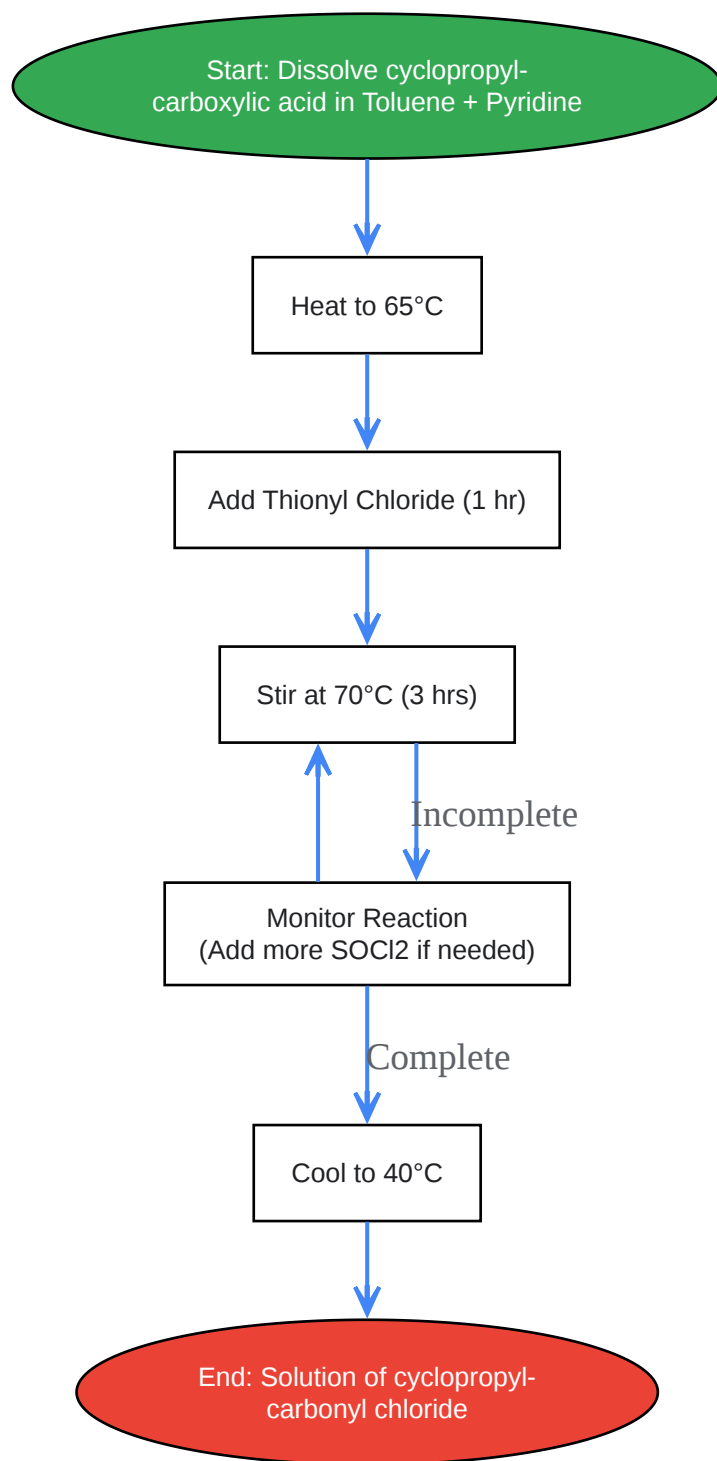 Start: Dissolve cyclopropyl-
carboxylic acid in Toluene + Pyridine
Heat to 65°C
Add Thionyl Chloride (1 hr)
Stir at 70°C (3 hrs)
Incomplete
Monitor Reaction
(Add more SOCl2 if needed)
Complete
Cool to 40°C
End: Solution of cyclopropyl-
carbonyl chloride